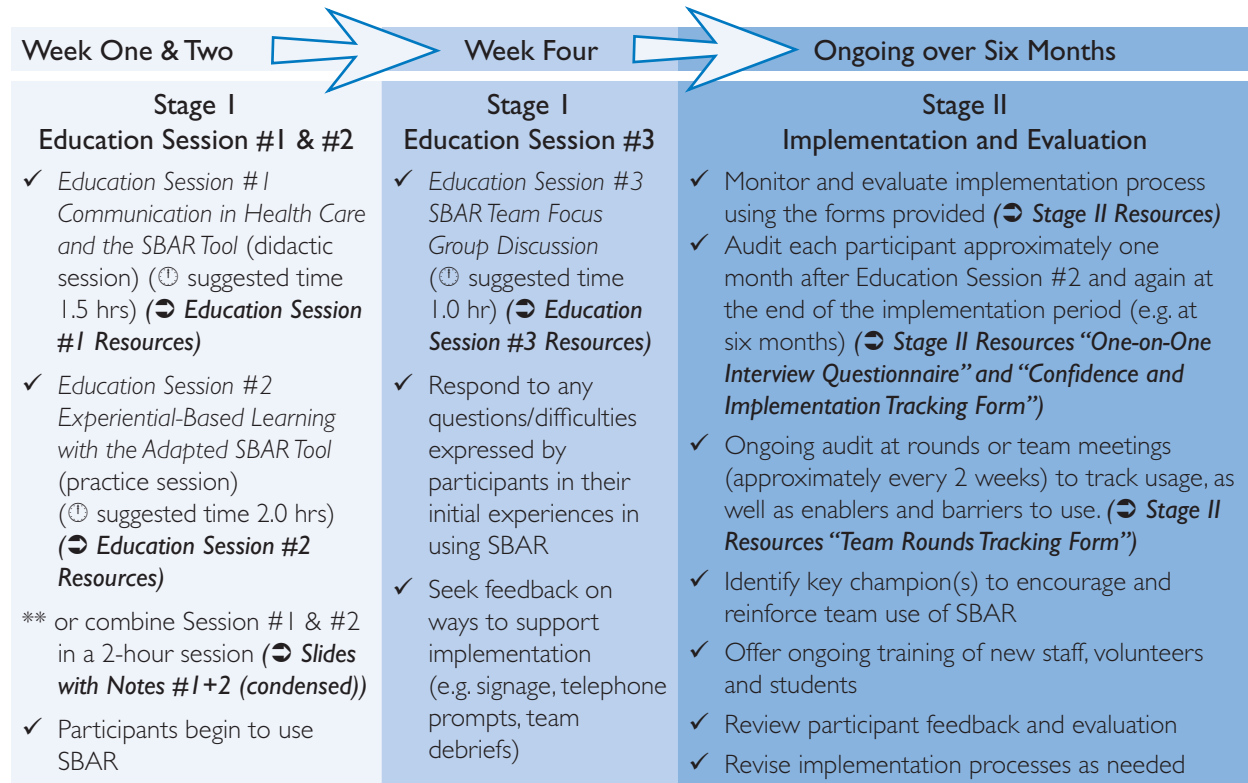 Week One & Two
Week Four
Ongoing over Six Months
Stage I
Education Session #1 & #2
✓ Education Session #1
Communication in Health Care
and the SBAR Tool (didactic
session) (🕛 suggested time
1.5 hrs) (➲ Education Session
#1 Resources)
✓ Education Session #2
Experiential-Based Learning
with the Adapted SBAR Tool
(practice session)
(🕛 suggested time 2.0 hrs)
(➲ Education Session #2
Resources)
** or combine Session #1 & #2
in a 2-hour session (➲ Slides
with Notes #1+2 (condensed))
✓ Participants begin to use
SBAR
Stage I
Education Session #3
✓ Education Session #3
SBAR Team Focus
Group Discussion
(🕛 suggested time
1.0 hr) (➲ Education
Session #3 Resources)
✓ Respond to any
questions/difficulties
expressed by
participants in their
initial experiences in
using SBAR
✓ Seek feedback on
ways to support
implementation
(e.g. signage, telephone
prompts, team
debriefs)
Stage II
Implementation and Evaluation
✓ Monitor and evaluate implementation process
using the forms provided (➲ Stage II Resources)
✓ Audit each participant approximately one
month after Education Session #2 and again at
the end of the implementation period (e.g. at
six months) (➲ Stage II Resources “One-on-One
Interview Questionnaire” and “Confidence and
Implementation Tracking Form”)
✓ Ongoing audit at rounds or team meetings
(approximately every 2 weeks) to track usage, as
well as enablers and barriers to use. (➲ Stage II
Resources “Team Rounds Tracking Form”)
✓ Identify key champion(s) to encourage and
reinforce team use of SBAR
✓ Offer ongoing training of new staff, volunteers
and students
✓ Review participant feedback and evaluation
✓ Revise implementation processes as needed